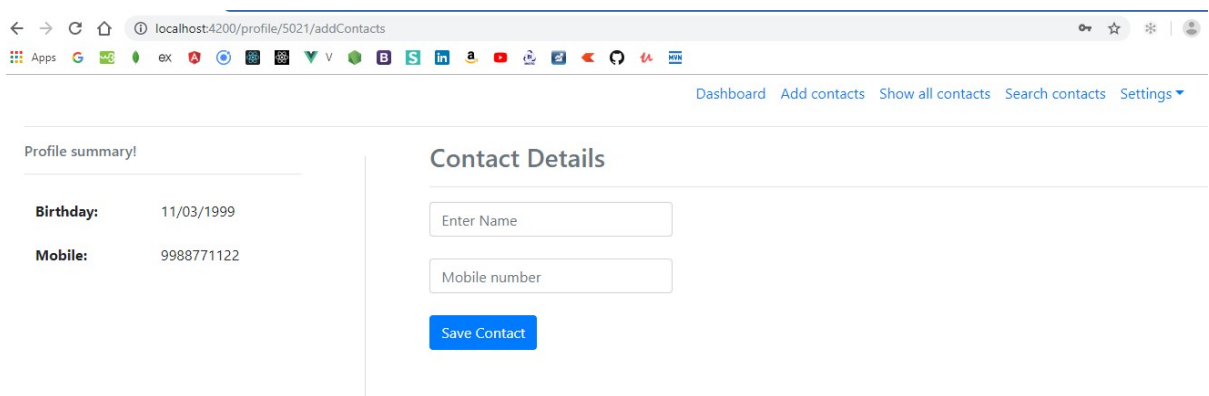 localhost:4200/profile/5021/addContacts
Apps G ex V B S in a MVN
Dashboard Add contacts Show all contacts Search contacts Settings
Profile summary!
Contact Details
Birthday: 11/03/1999
Enter Name
Mobile: 9988771122
Mobile number
Save Contact